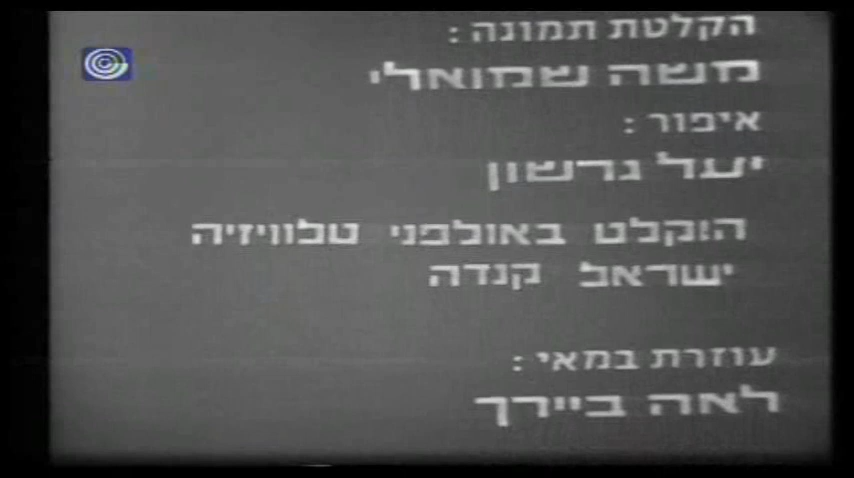 הקלטת תמונה :
משה שמואלי
איפור :
יעל גרשון
הוקלט באולפני טלוויזיה
ישראל קנדה
עוזרת במאי :
לאה ביירך